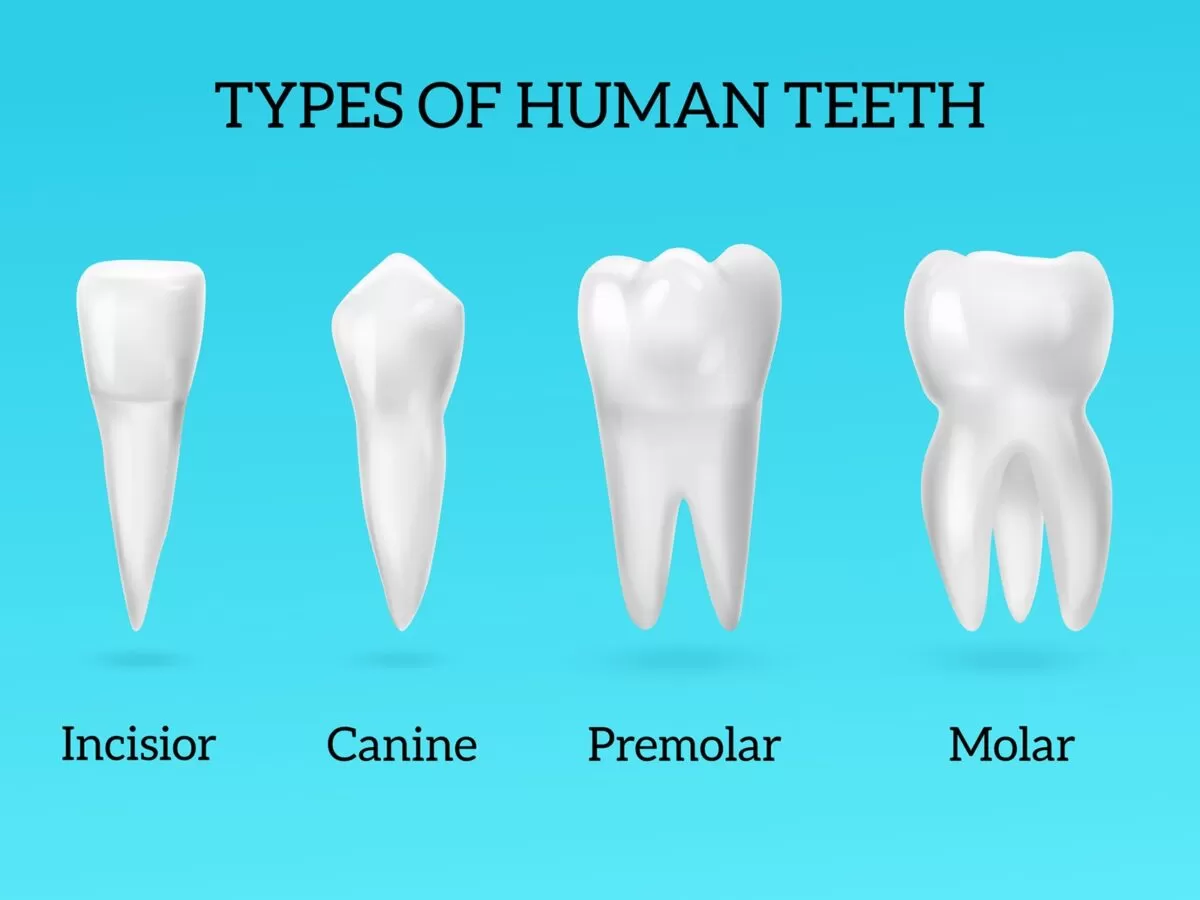 TYPES OF HUMAN TEETH
Incisior
Canine
Premolar
Molar